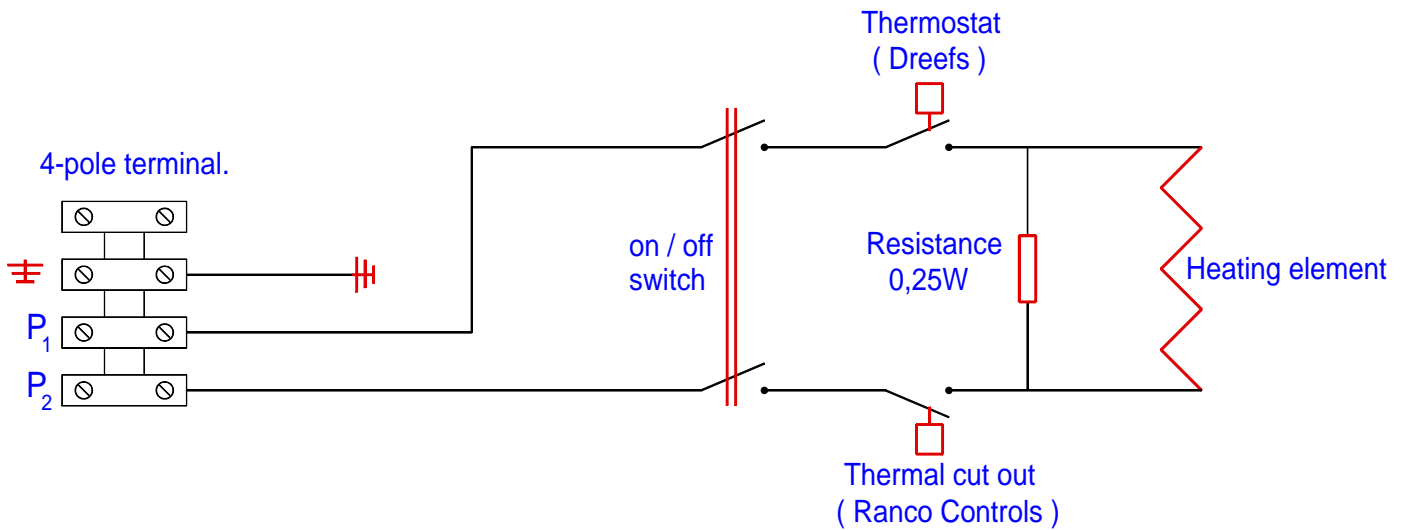 Thermostat
( Dreefs )
4-pole terminal.
on / off
switch
Resistance
0,25W
Heating element
P1
P2
Thermal cut out
( Ranco Controls )